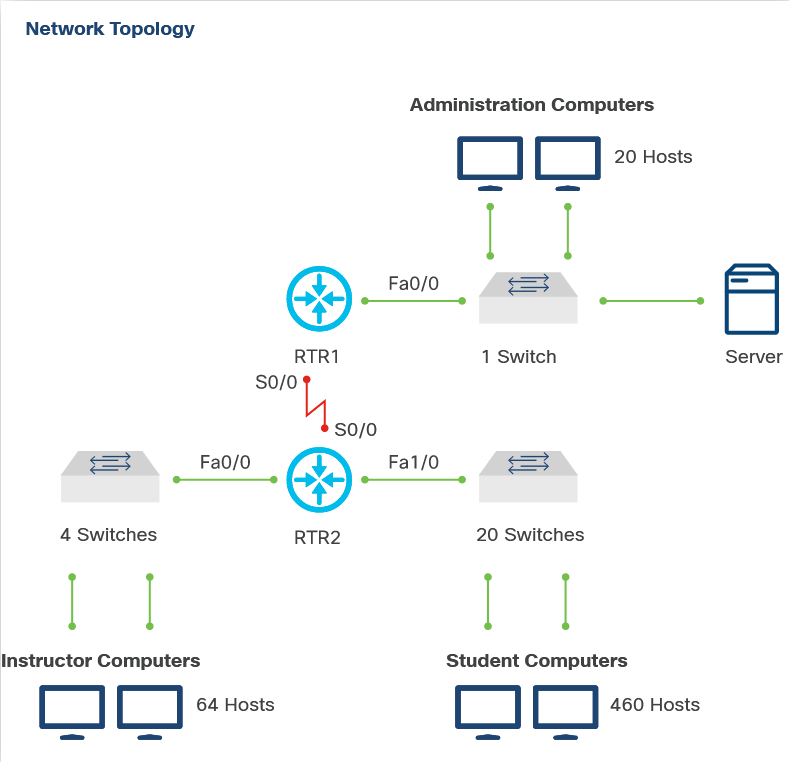 Network Topology
Administration Computers
20 Hosts
Fa0/0
RTR1
1 Switch
Server
S0/0
S0/0
Fa0/0
Fa1/0
4 Switches
RTR2
20 Switches
Instructor Computers
Student Computers
64 Hosts
460 Hosts